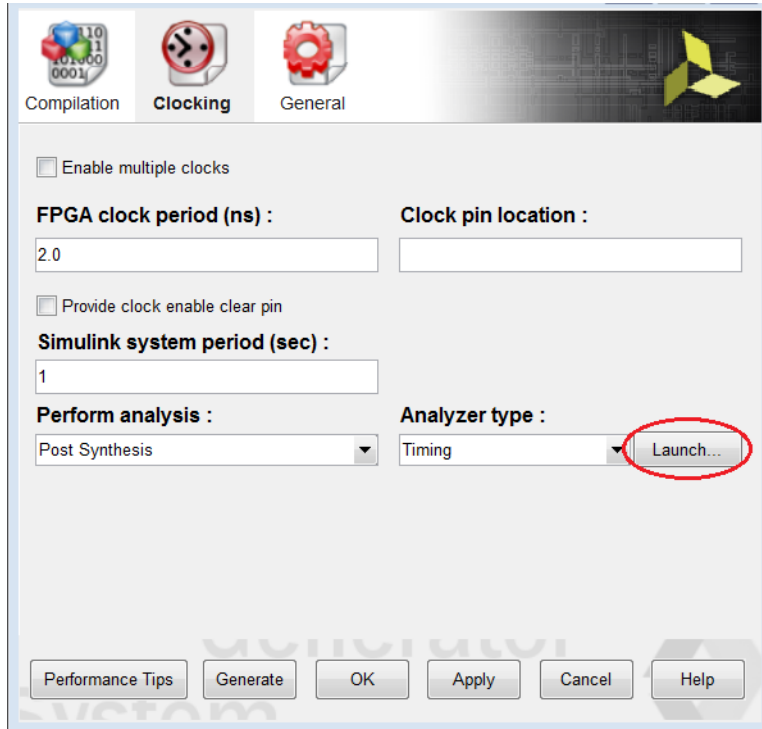 Compilation Clocking General
Enable multiple clocks
FPGA clock period (ns) : Clock pin location :
2.0
Provide clock enable clear pin
Simulink system period (sec) :
1
Perform analysis : Analyzer type :
Post Synthesis Timing Launch...
Generator
Performance Tips Generate OK Apply Cancel Help
System